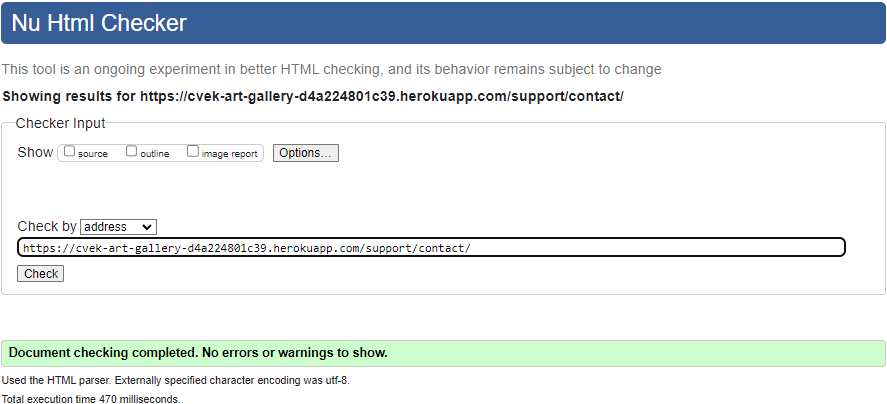 Nu Html Checker
This tool is an ongoing experiment in better HTML checking, and its behavior remains subject to change
Showing results for https://cvek-art-gallery-d4a224801c39.herokuapp.com/support/contact/
Checker Input
Show source outline image report Options...
Check by address
https://cvek-art-gallery-d4a224801c39.herokuapp.com/support/contact/
Check
Document checking completed. No errors or warnings to show.
Used the HTML parser. Externally specified character encoding was utf-8.
Total execution time 470 milliseconds.